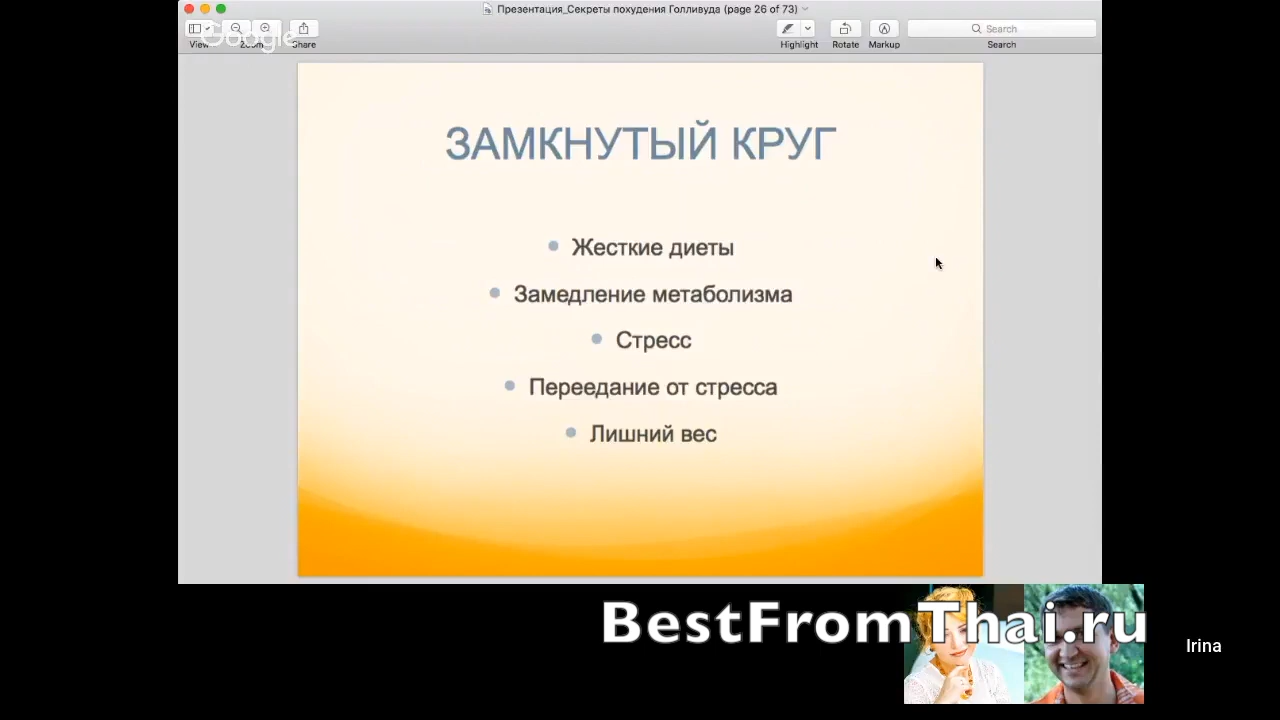 Презентация_Секреты похудения Голливуда (page 26 of 73)
View
Zoom
Share
Highlight
Rotate
Markup
Search
Search
Google
ЗАМКНУТЫЙ КРУГ
Жесткие диеты
Замедление метаболизма
Стресс
Переедание от стресса
Лишний вес
BestFromThai.ru
Irina